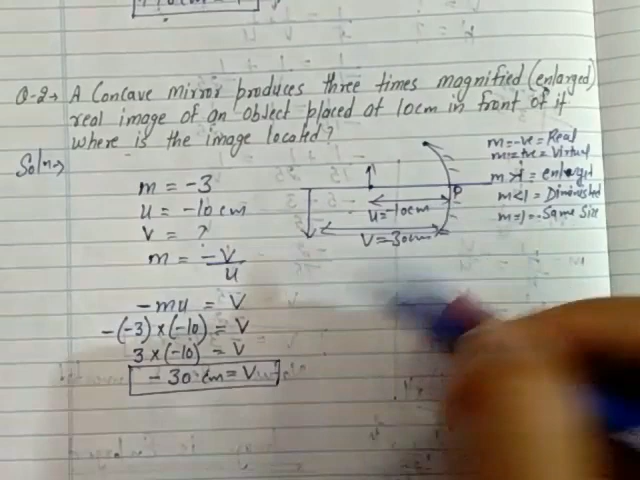 Q-2→ A Concave mirror produces three times magnified (enlarged)
real image of an object placed at 10cm in front of it
Where is the image located?
Soln→
m = -3
u = -10 cm
v = ?
m = -v/u
-mu = v
-(-3) × (-10) = v
3 × (-10) = v
-30 cm = v
P
u = -10cm
V = -30cm
m = -ve = Real
m = +ve = Virtual
m > 1 = enlarged
m < 1 = Diminished
m = 1 = Same Size